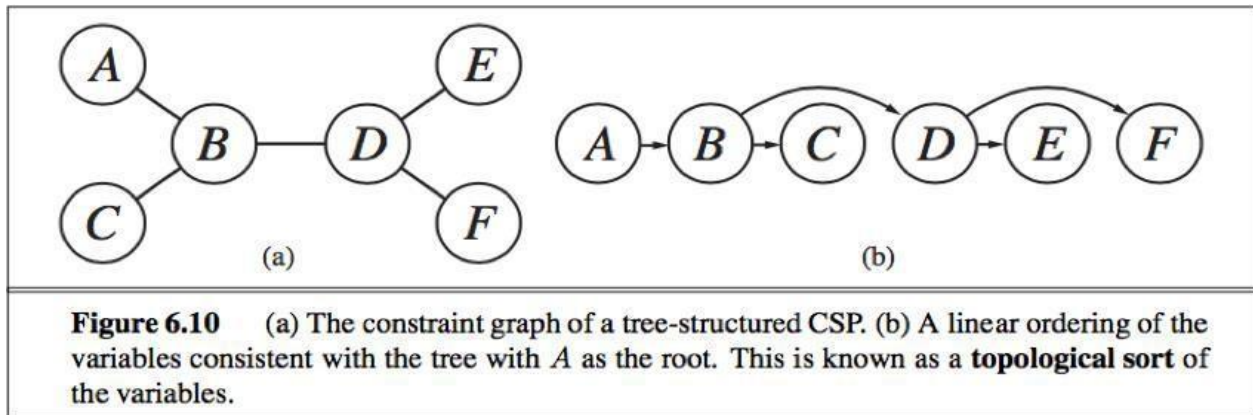 A
E
B
D
C
F
(a)
A B C D E F
(b)
Figure 6.10 (a) The constraint graph of a tree-structured CSP. (b) A linear ordering of the
variables consistent with the tree with A as the root. This is known as a topological sort of
the variables.